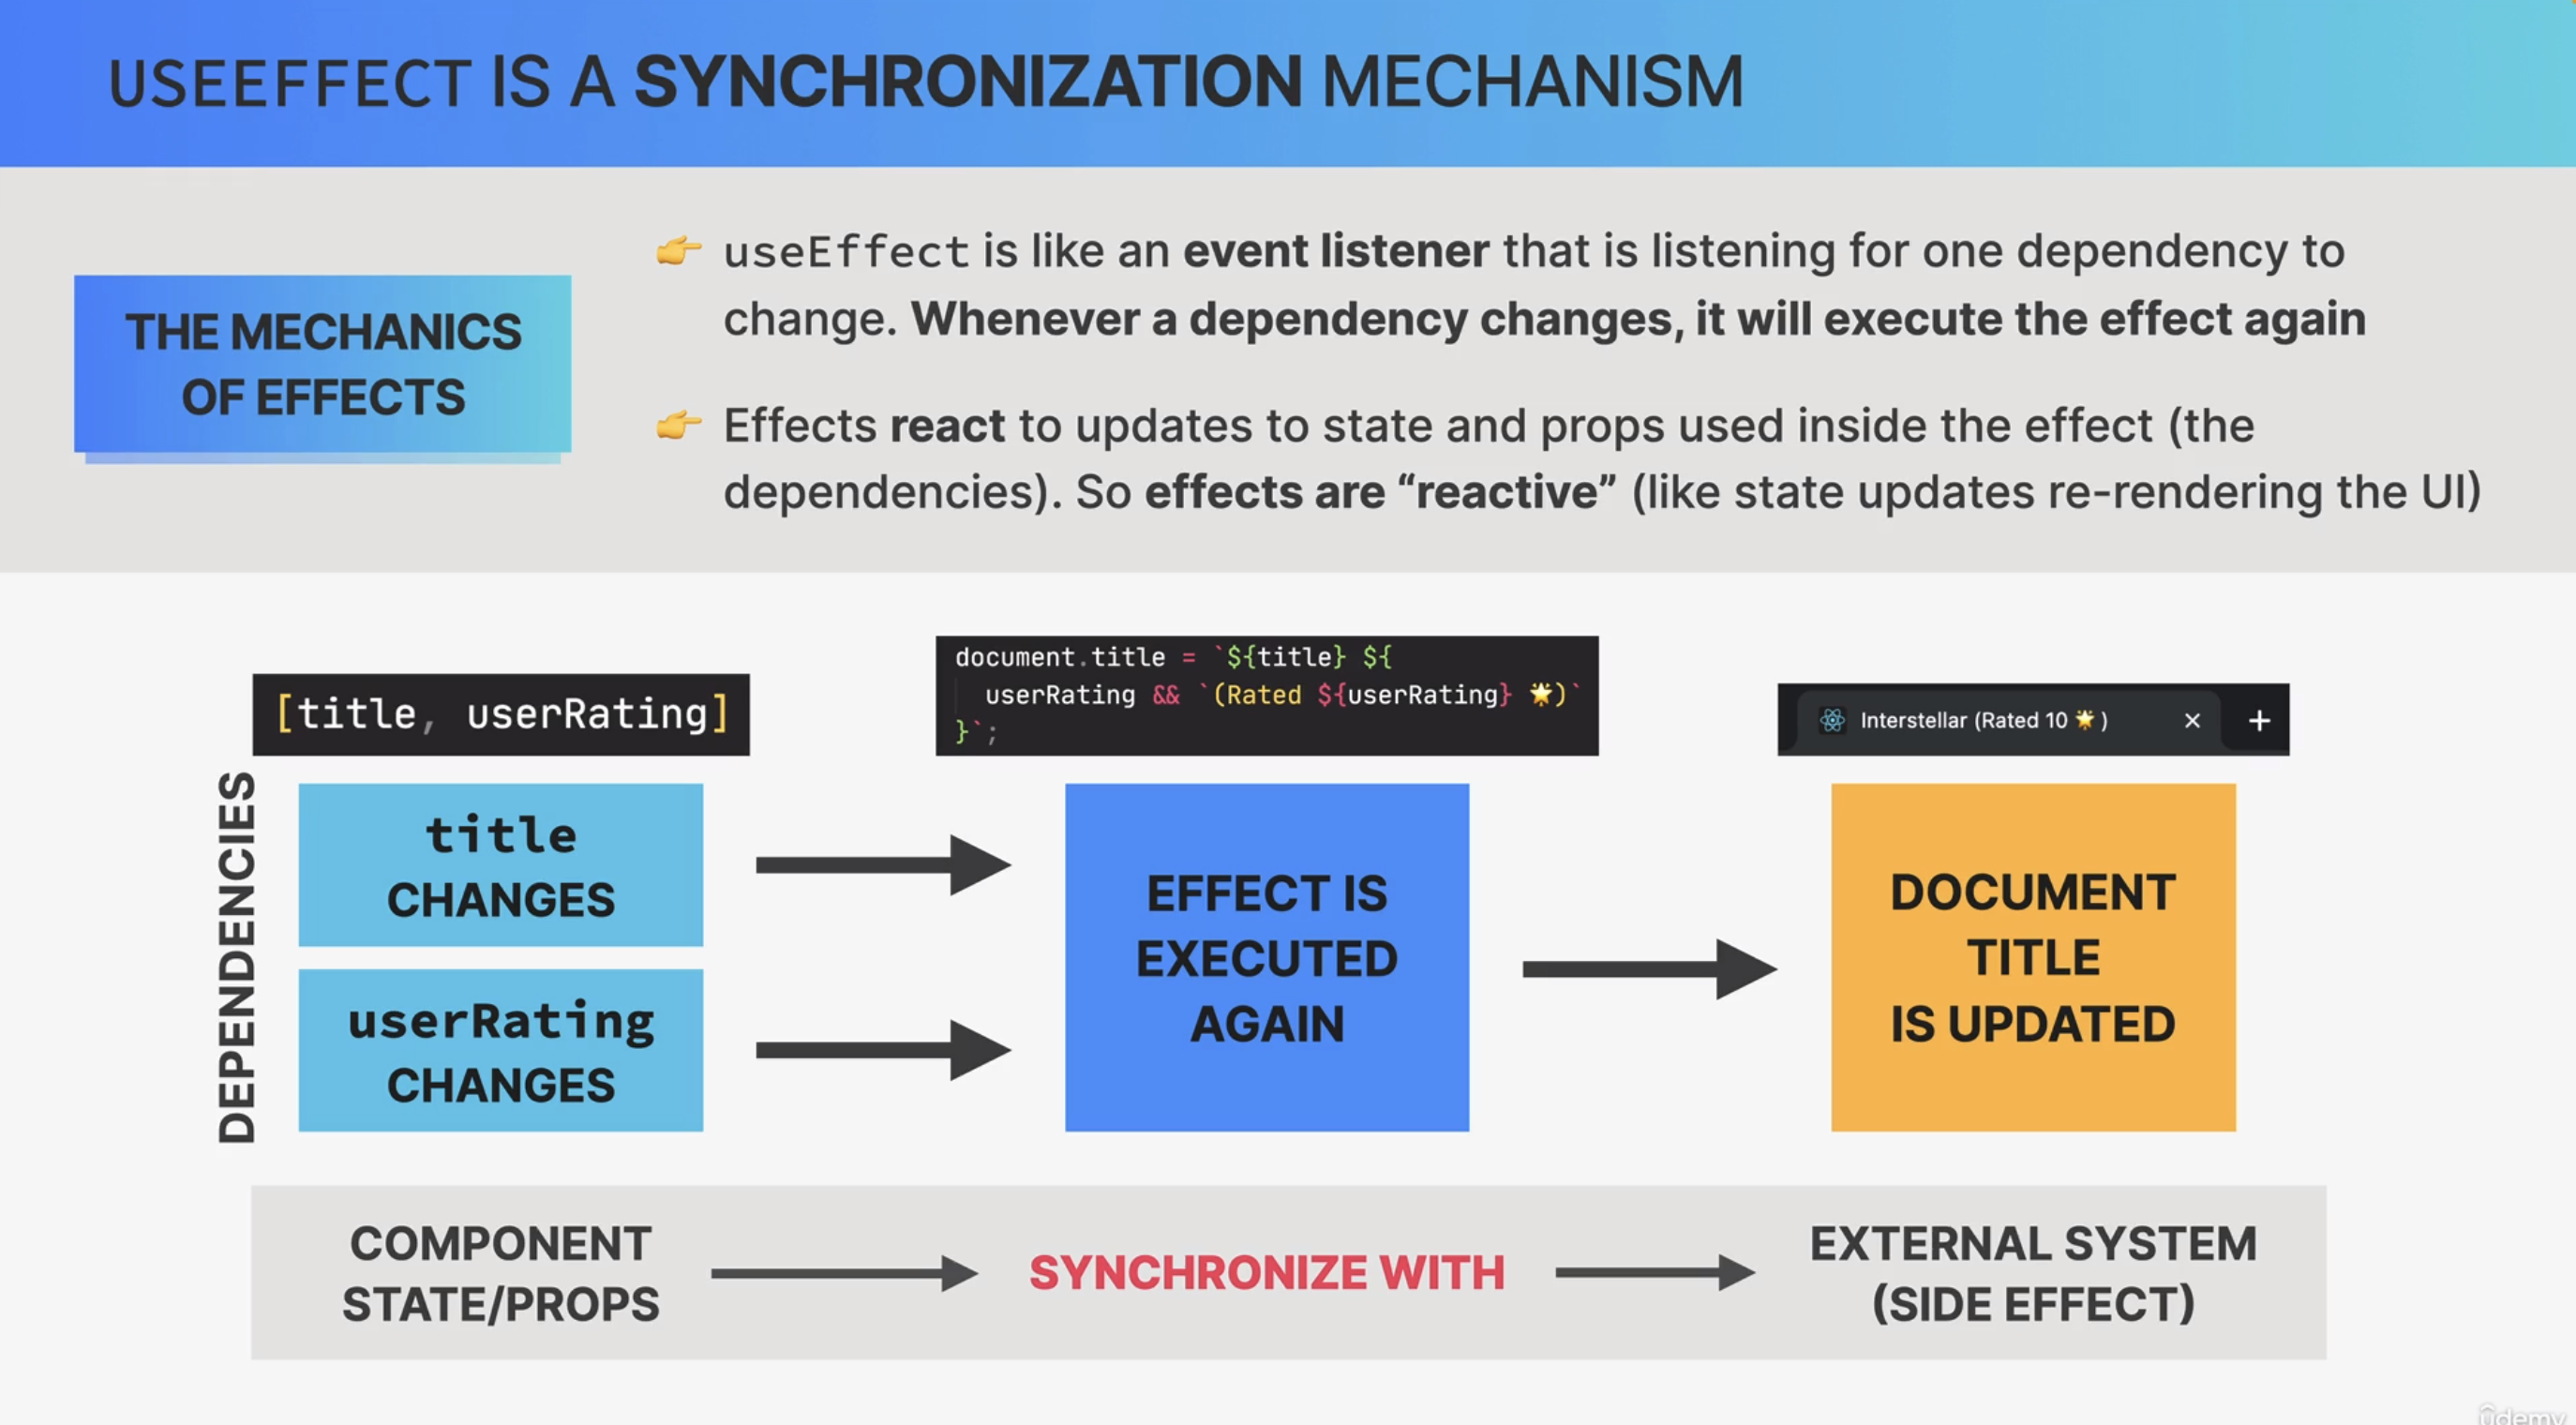 USEEFFECT IS A SYNCHRONIZATION MECHANISM
THE MECHANICS
OF EFFECTS
👉 useEffect is like an event listener that is listening for one dependency to
change. Whenever a dependency changes, it will execute the effect again
👉 Effects react to updates to state and props used inside the effect (the
dependencies). So effects are “reactive” (like state updates re-rendering the UI)
[title, userRating]
document.title = `${title} ${
userRating && `(Rated ${userRating} 🌟)`
}`;
Interstellar (Rated 10 🌟 )
DEPENDENCIES
title
CHANGES
userRating
CHANGES
EFFECT IS
EXECUTED
AGAIN
DOCUMENT
TITLE
IS UPDATED
COMPONENT
STATE/PROPS
SYNCHRONIZE WITH
EXTERNAL SYSTEM
(SIDE EFFECT)
udemy